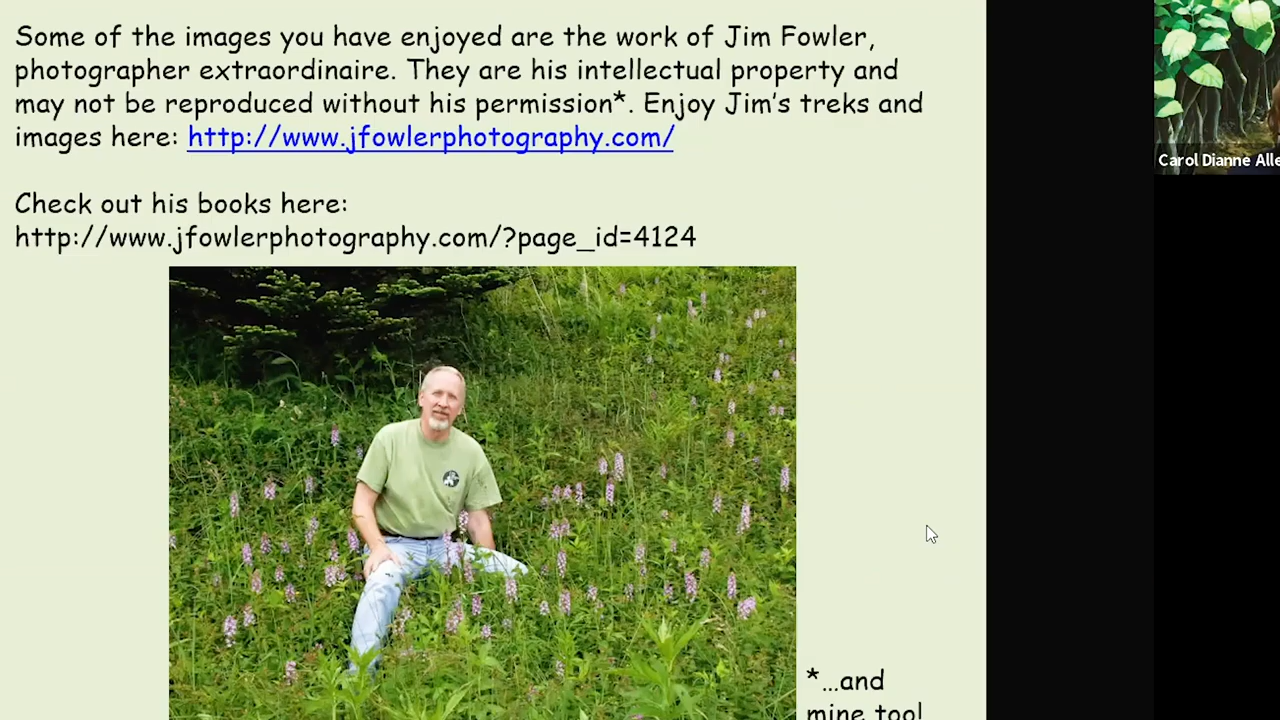 Some of the images you have enjoyed are the work of Jim Fowler,
photographer extraordinaire. They are his intellectual property and
may not be reproduced without his permission*. Enjoy Jim's treks and
images here: http://www.jfowlerphotography.com/
Check out his books here:
http://www.jfowlerphotography.com/?page_id=4124
*...and
mine too!
Carol Dianne Alle